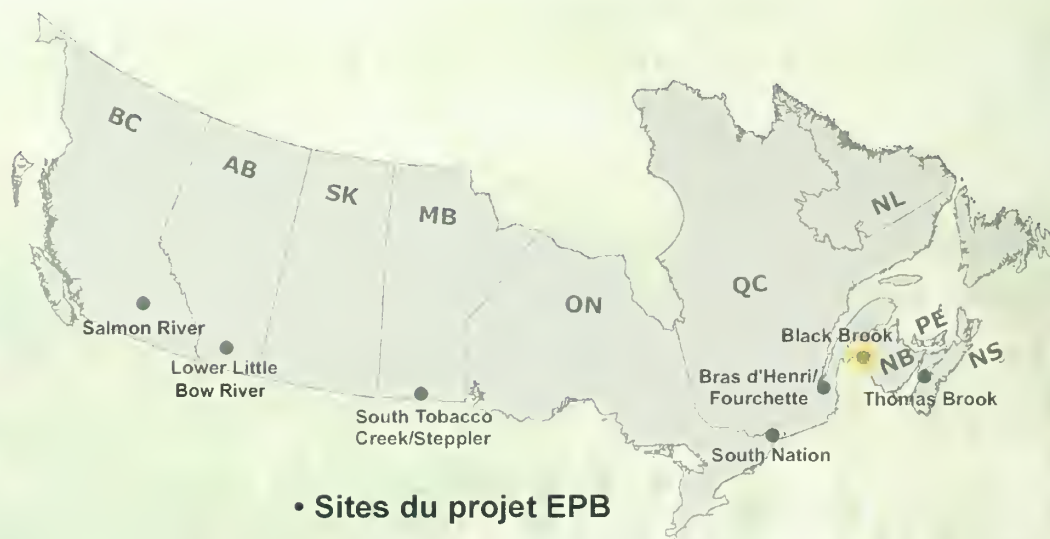 BC
AB
SK
MB
ON
QC
NL
PE
NB
NS
Salmon River
Lower Little
Bow River
South Tobacco
Creek/Steppler
Black Brook
Bras d'Henri/
Fourchette
Thomas Brook
South Nation
• Sites du projet EPB